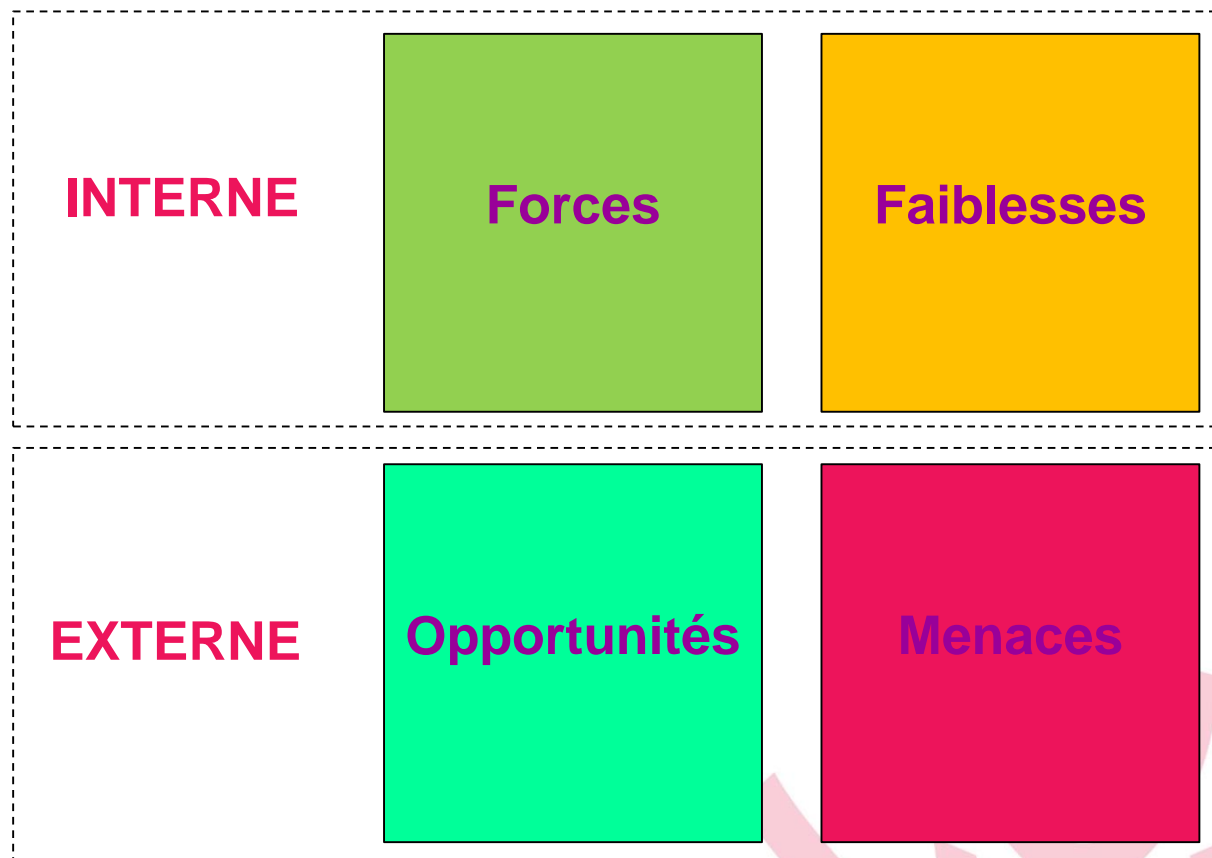 INTERNE
Forces
Faiblesses
EXTERNE
Opportunités
Menaces